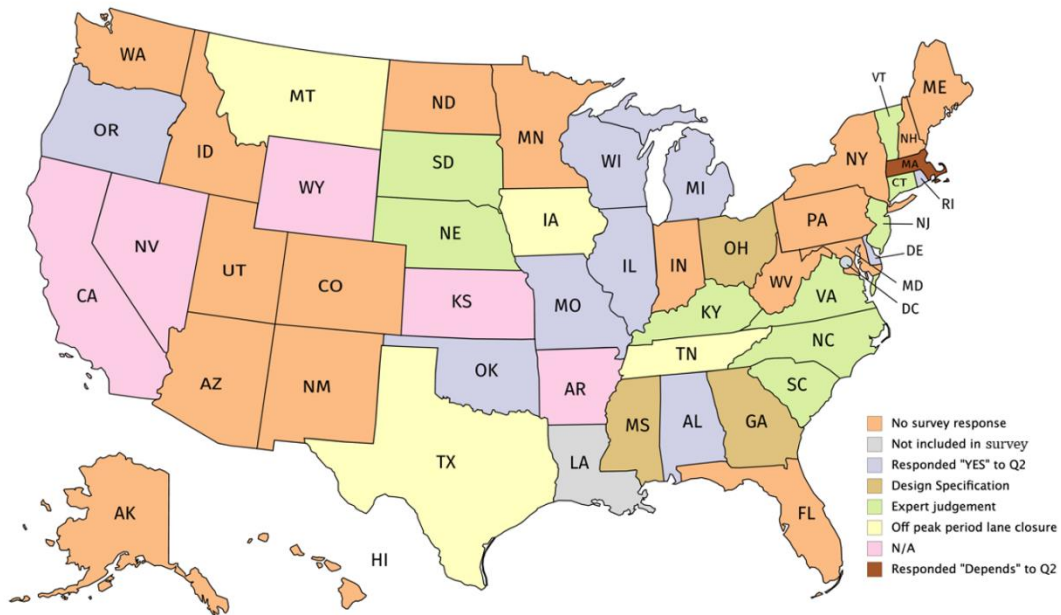 WA
OR
CA
NV
ID
MT
WY
UT
AZ
CO
NM
ND
SD
NE
KS
OK
TX
MN
IA
MO
AR
LA
WI
IL
MI
IN
OH
KY
TN
MS
AL
GA
FL
SC
NC
VA
WV
PA
NY
VT
NH
ME
MA
CT
RI
NJ
DE
MD
DC
AK
HI
No survey response
Not included in survey
Responded "YES" to Q2
Design Specification
Expert judgement
Off peak period lane closure
N/A
Responded "Depends" to Q2